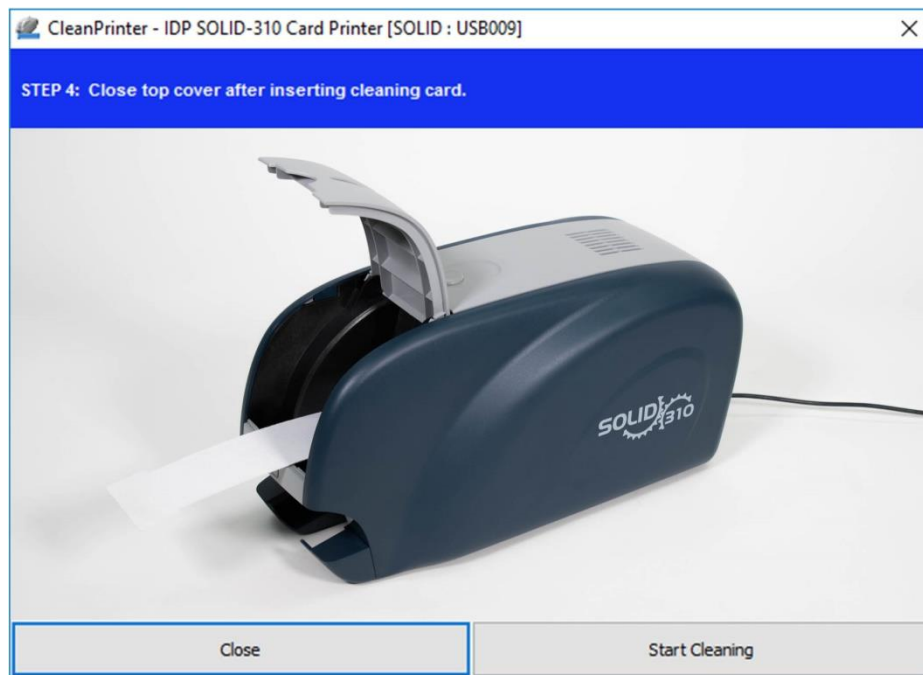 CleanPrinter - IDP SOLID-310 Card Printer [SOLID : USB009]
STEP 4:  Close top cover after inserting cleaning card.
SOLID 310
Close
Start Cleaning